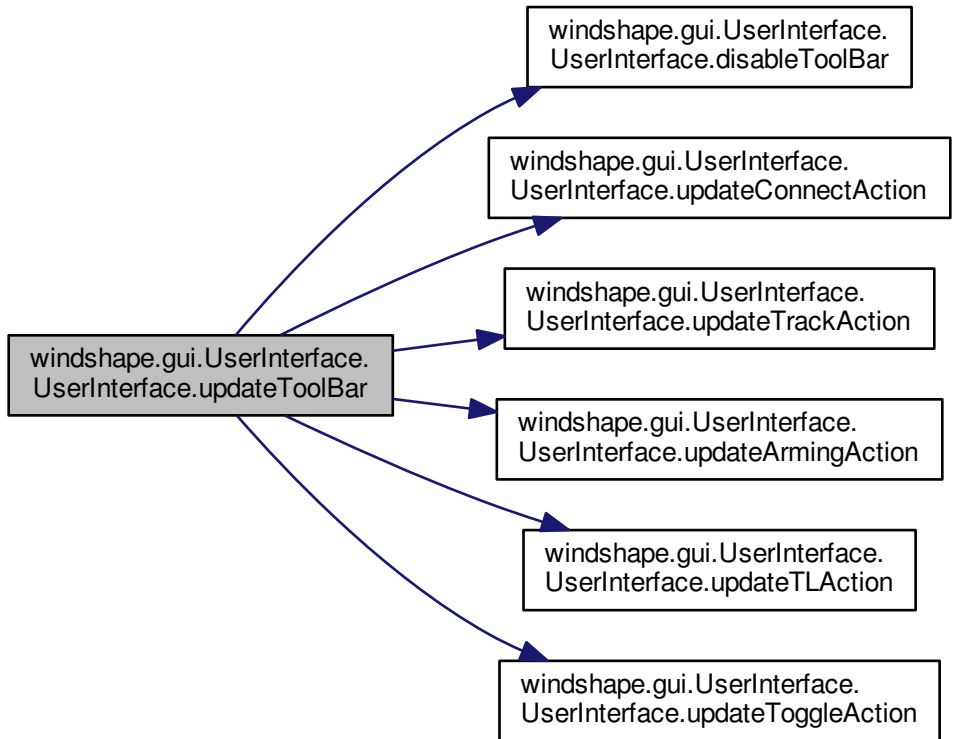 windshape.gui.UserInterface.
UserInterface.disableToolBar
windshape.gui.UserInterface.
UserInterface.updateConnectAction
windshape.gui.UserInterface.
UserInterface.updateTrackAction
windshape.gui.UserInterface.
UserInterface.updateToolBar
windshape.gui.UserInterface.
UserInterface.updateArmingAction
windshape.gui.UserInterface.
UserInterface.updateTLAction
windshape.gui.UserInterface.
UserInterface.updateToggleAction